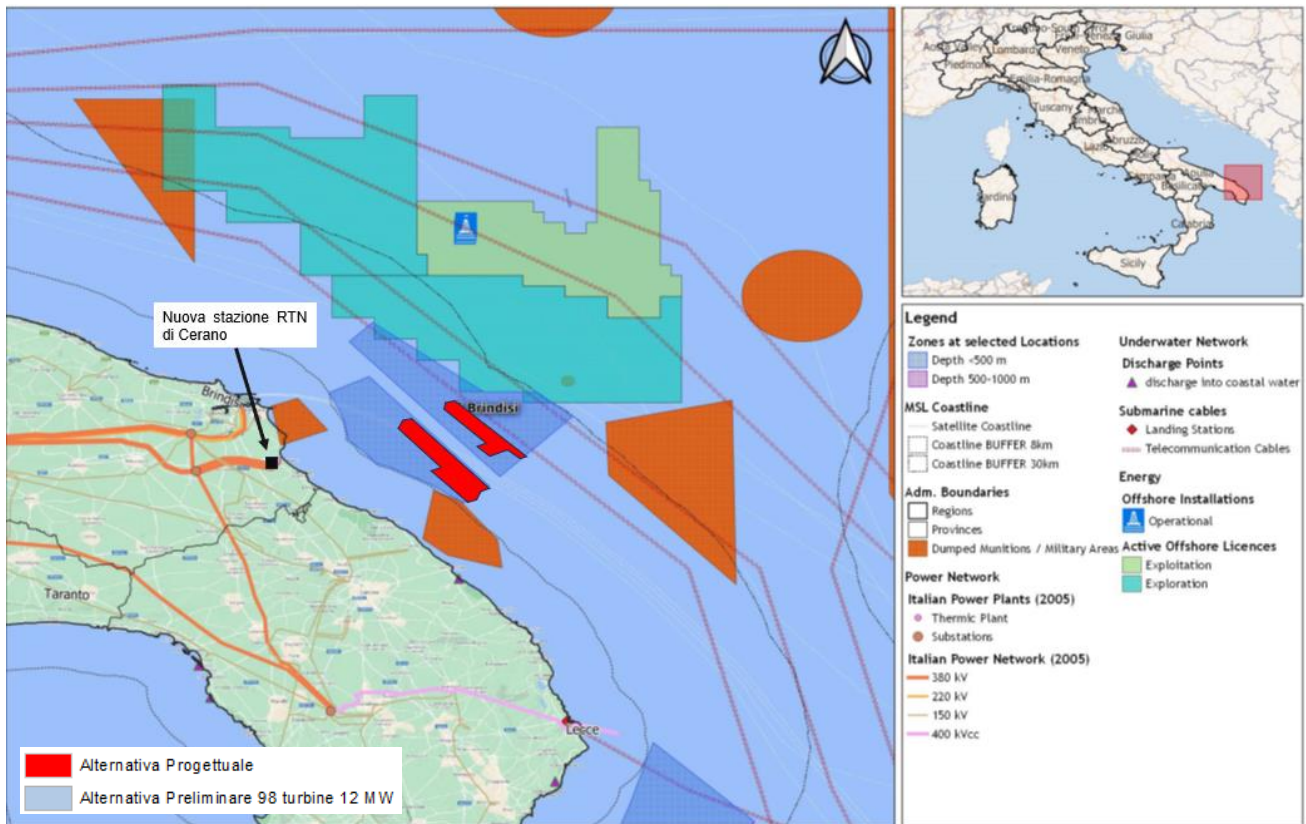 Nuova stazione RTN
di Cerano
Brindisi
Brindisi
Taranto
Lecce
Alternativa Progettuale
Alternativa Preliminare 98 turbine 12 MW
Aosta Valley
Lombardy
Veneto
Friuli-Venezia Giulia
Piedmont
Emilia-Romagna
Tuscany
Marche
Umbria
Lazio
Abruzzo
Campania
Apulia
Basilicata
Sardinia
Calabria
Sicily
Legend
Zones at selected Locations
Depth <500 m
Depth 500-1000 m
MSL Coastline
Satellite Coastline
Coastline BUFFER 8km
Coastline BUFFER 30km
Adm. Boundaries
Regions
Provinces
Dumped Munitions / Military Areas
Power Network
Italian Power Plants (2005)
Thermic Plant
Substations
Italian Power Network (2005)
380 kV
220 kV
150 kV
400 kVcc
Underwater Network
Discharge Points
discharge into coastal water
Submarine cables
Landing Stations
Telecommunication Cables
Energy
Offshore Installations
Operational
Active Offshore Licences
Exploitation
Exploration